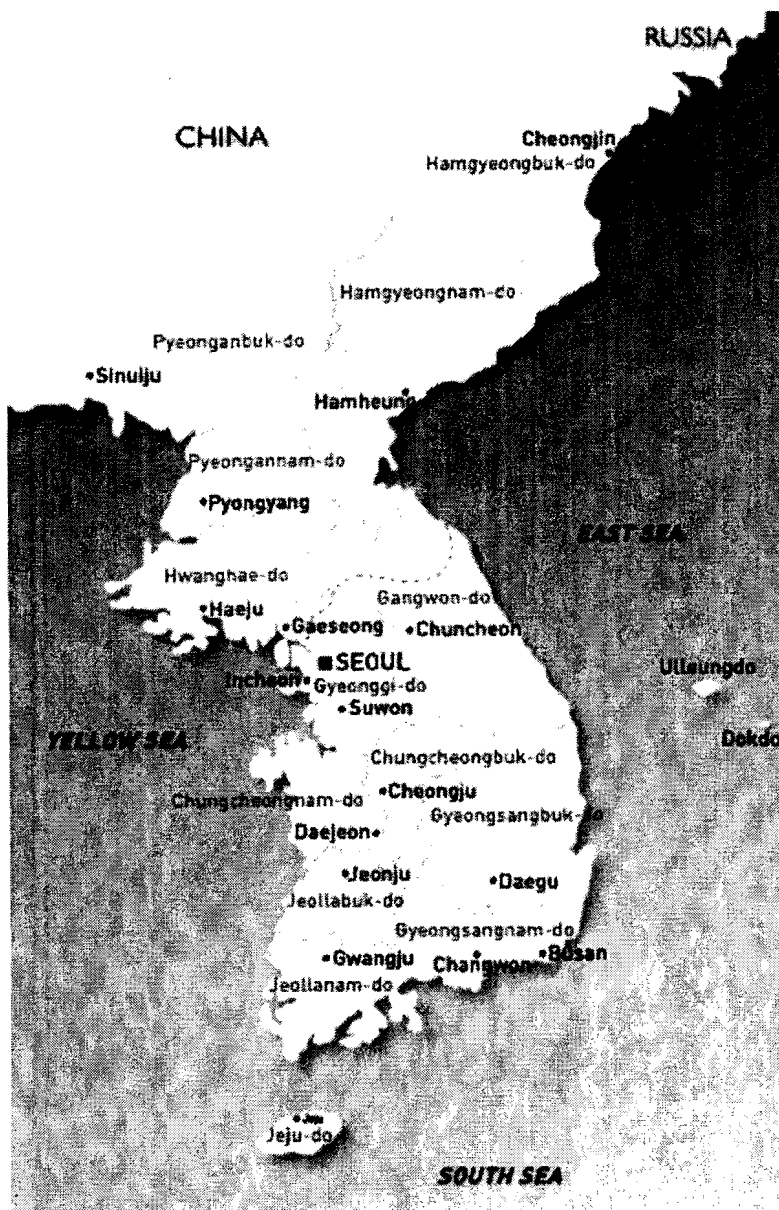 RUSSIA
CHINA
Cheongjin
Hamgyeongbuk-do
Hamgyeongnam-do
Pyeonganbuk-do
Sinuiju
Hamheung
Pyeongannam-do
Pyongyang
EAST SEA
Hwanghae-do
Gangwon-do
Haeju
Gaeseong
Chuncheon
SEOUL
Ulleungdo
Incheon
Gyeonggi-do
Suwon
YELLOW SEA
Dokdo
Chungcheongbuk-do
Cheongju
Chungcheongnam-do
Gyeongsangbuk-do
Daejeon
Jeonju
Daegu
Jeollabuk-do
Gyeongsangnam-do
Busan
Gwangju
Changwon
Jeollanam-do
Jeju
Jeju-do
SOUTH SEA